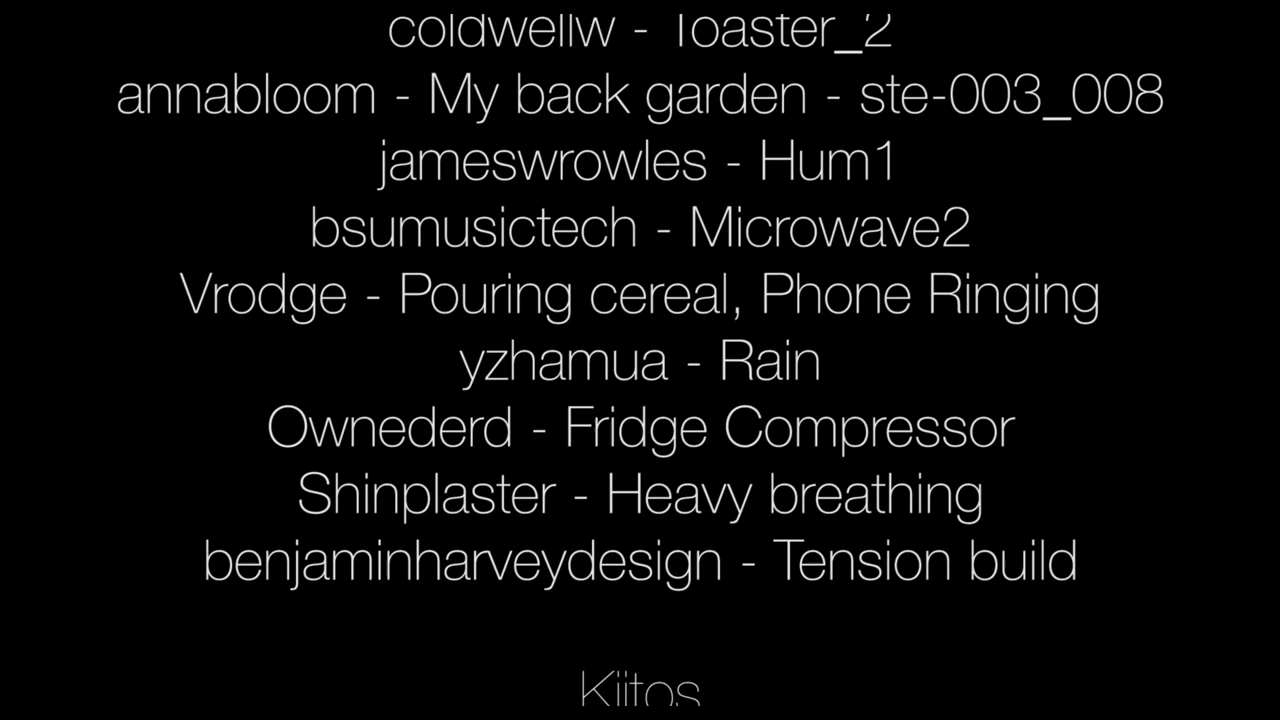 coldwellw - Toaster_2
annabloom - My back garden - ste-003_008
jameswrowles - Hum1
bsumusictech - Microwave2
Vrodge - Pouring cereal, Phone Ringing
yzhamua - Rain
Ownederd - Fridge Compressor
Shinplaster - Heavy breathing
benjaminharveydesign - Tension build
Kiitos